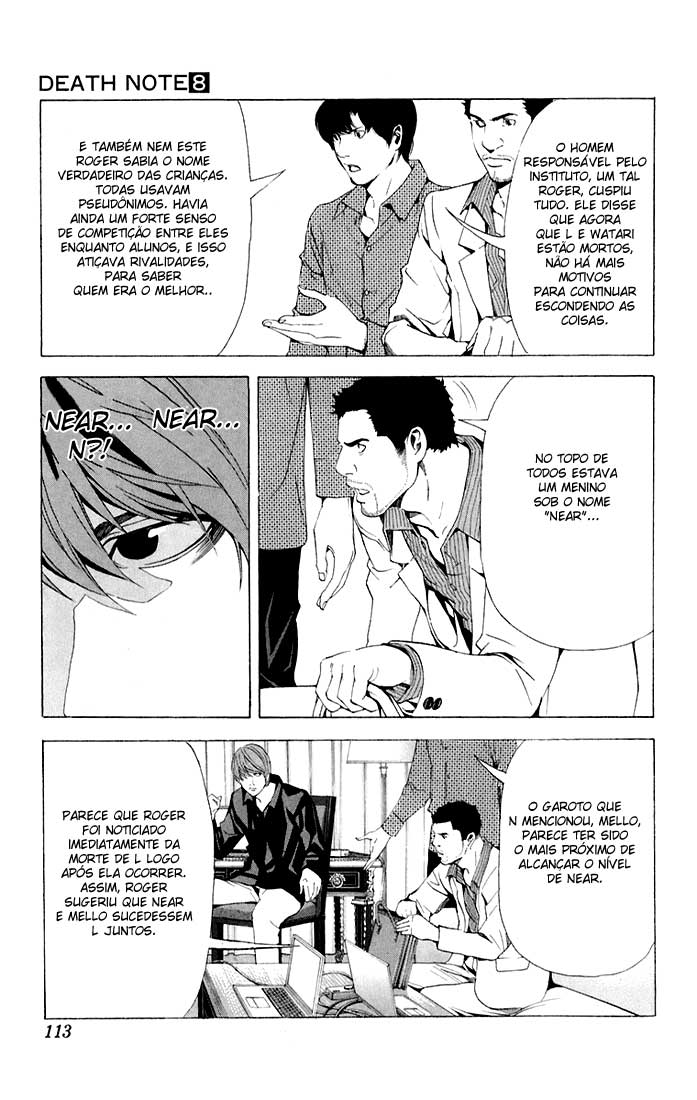 DEATH NOTE 8
O HOMEM
RESPONSÁVEL PELO
INSTITUTO, UM TAL
ROGER, CUSPIU
TUDO. ELE DISSE
QUE AGORA
QUE L E WATARI
ESTÃO MORTOS,
NÃO HÁ MAIS
MOTIVOS
PARA CONTINUAR
ESCONDENDO AS
COISAS.
E TAMBÉM NEM ESTE
ROGER SABIA O NOME
VERDADEIRO DAS CRIANÇAS.
TODAS USAVAM
PSEUDÔNIMOS. HAVIA
AINDA UM FORTE SENSO
DE COMPETIÇÃO ENTRE ELES
ENQUANTO ALUNOS, E ISSO
ATIÇAVA RIVALIDADES,
PARA SABER
QUEM ERA O MELHOR..
NO TOPO DE
TODOS ESTAVA
UM MENINO
SOB O NOME
"NEAR"...
NEAR... NEAR...
N?!
O GAROTO QUE
N MENCIONOU, MELLO,
PARECE TER SIDO
O MAIS PRÓXIMO DE
ALCANÇAR O NÍVEL
DE NEAR.
PARECE QUE ROGER
FOI NOTICIADO
IMEDIATAMENTE DA
MORTE DE L LOGO
APÓS ELA OCORRER.
ASSIM, ROGER
SUGERIU QUE NEAR
E MELLO SUCEDESSEM
L JUNTOS.
113